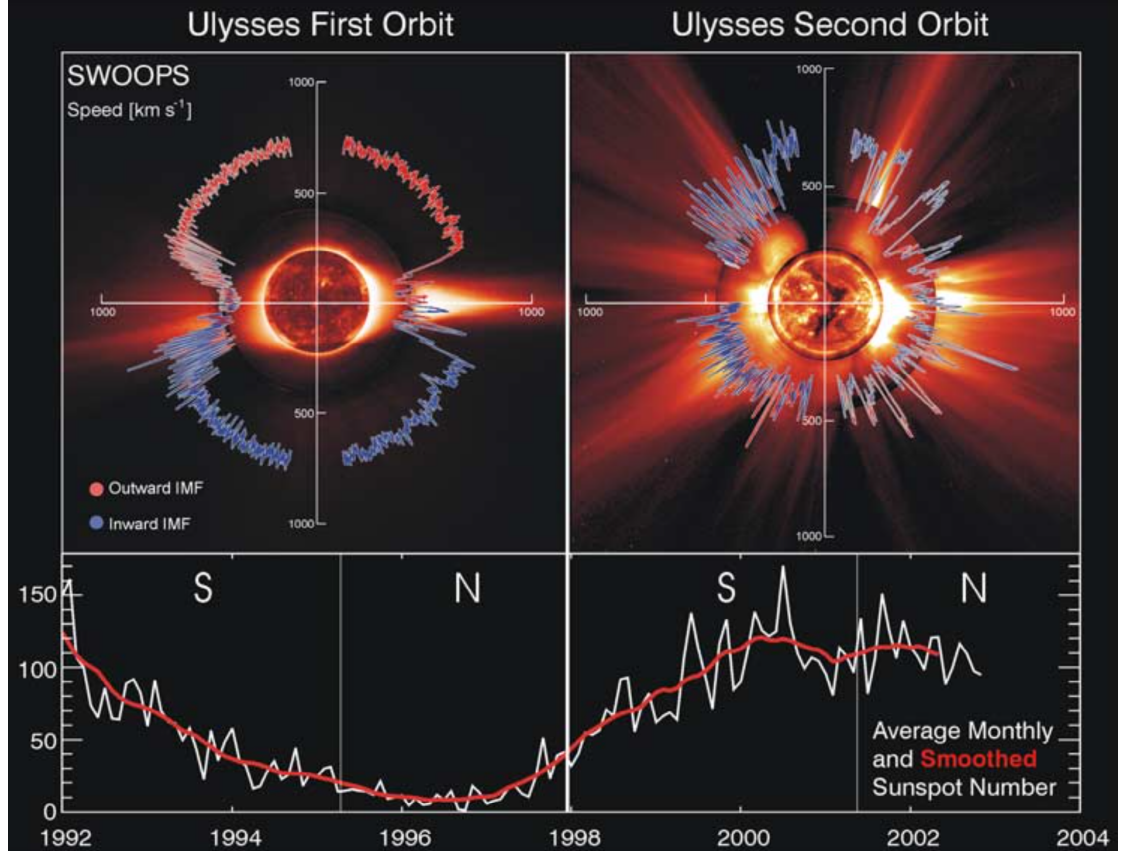 Ulysses First Orbit
Ulysses Second Orbit
SWOOPS
Speed [km s⁻¹]
1000
500
1000
1000
500
1000
Outward IMF
Inward IMF
1000
500
1000
1000
500
1000
S
N
S
N
150
100
50
0
Average Monthly
and Smoothed
Sunspot Number
1992
1994
1996
1998
2000
2002
2004